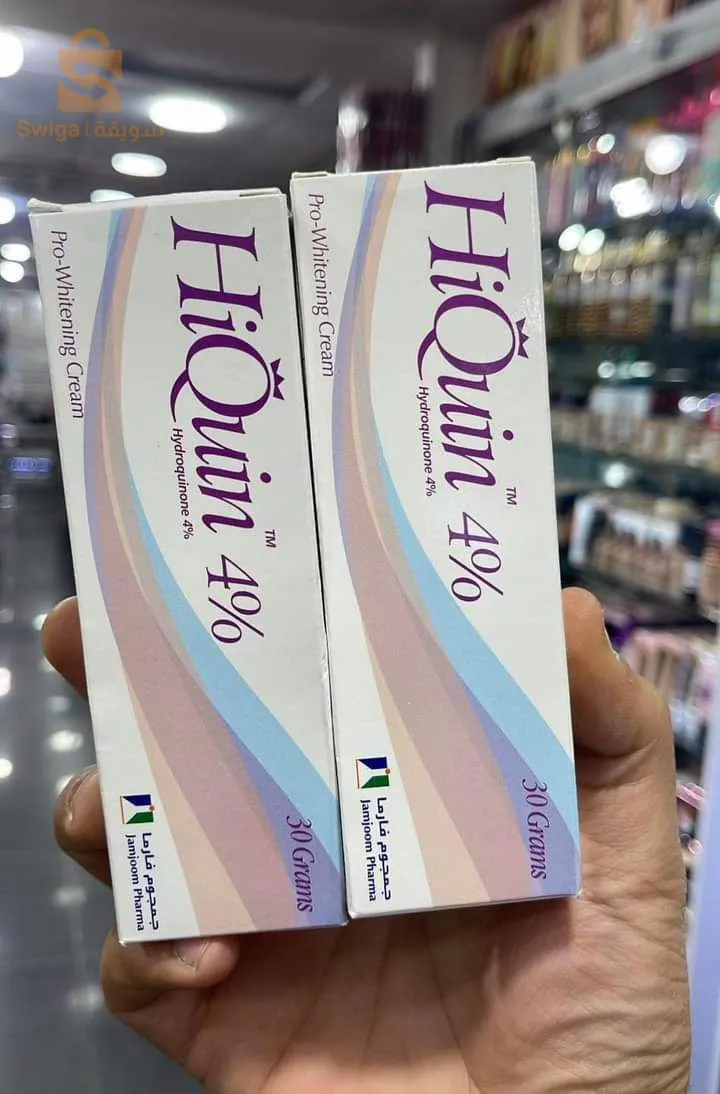 Swiga | سويقة
Pro-Whitening Cream
HiQuin™ 4%
Hydroquinone 4%
30 Grams
جمجوم فارما
Jamjoom Pharma
Pro-Whitening Cream
HiQuin™ 4%
Hydroquinone 4%
30 Grams
جمجوم فارما
Jamjoom Pharma